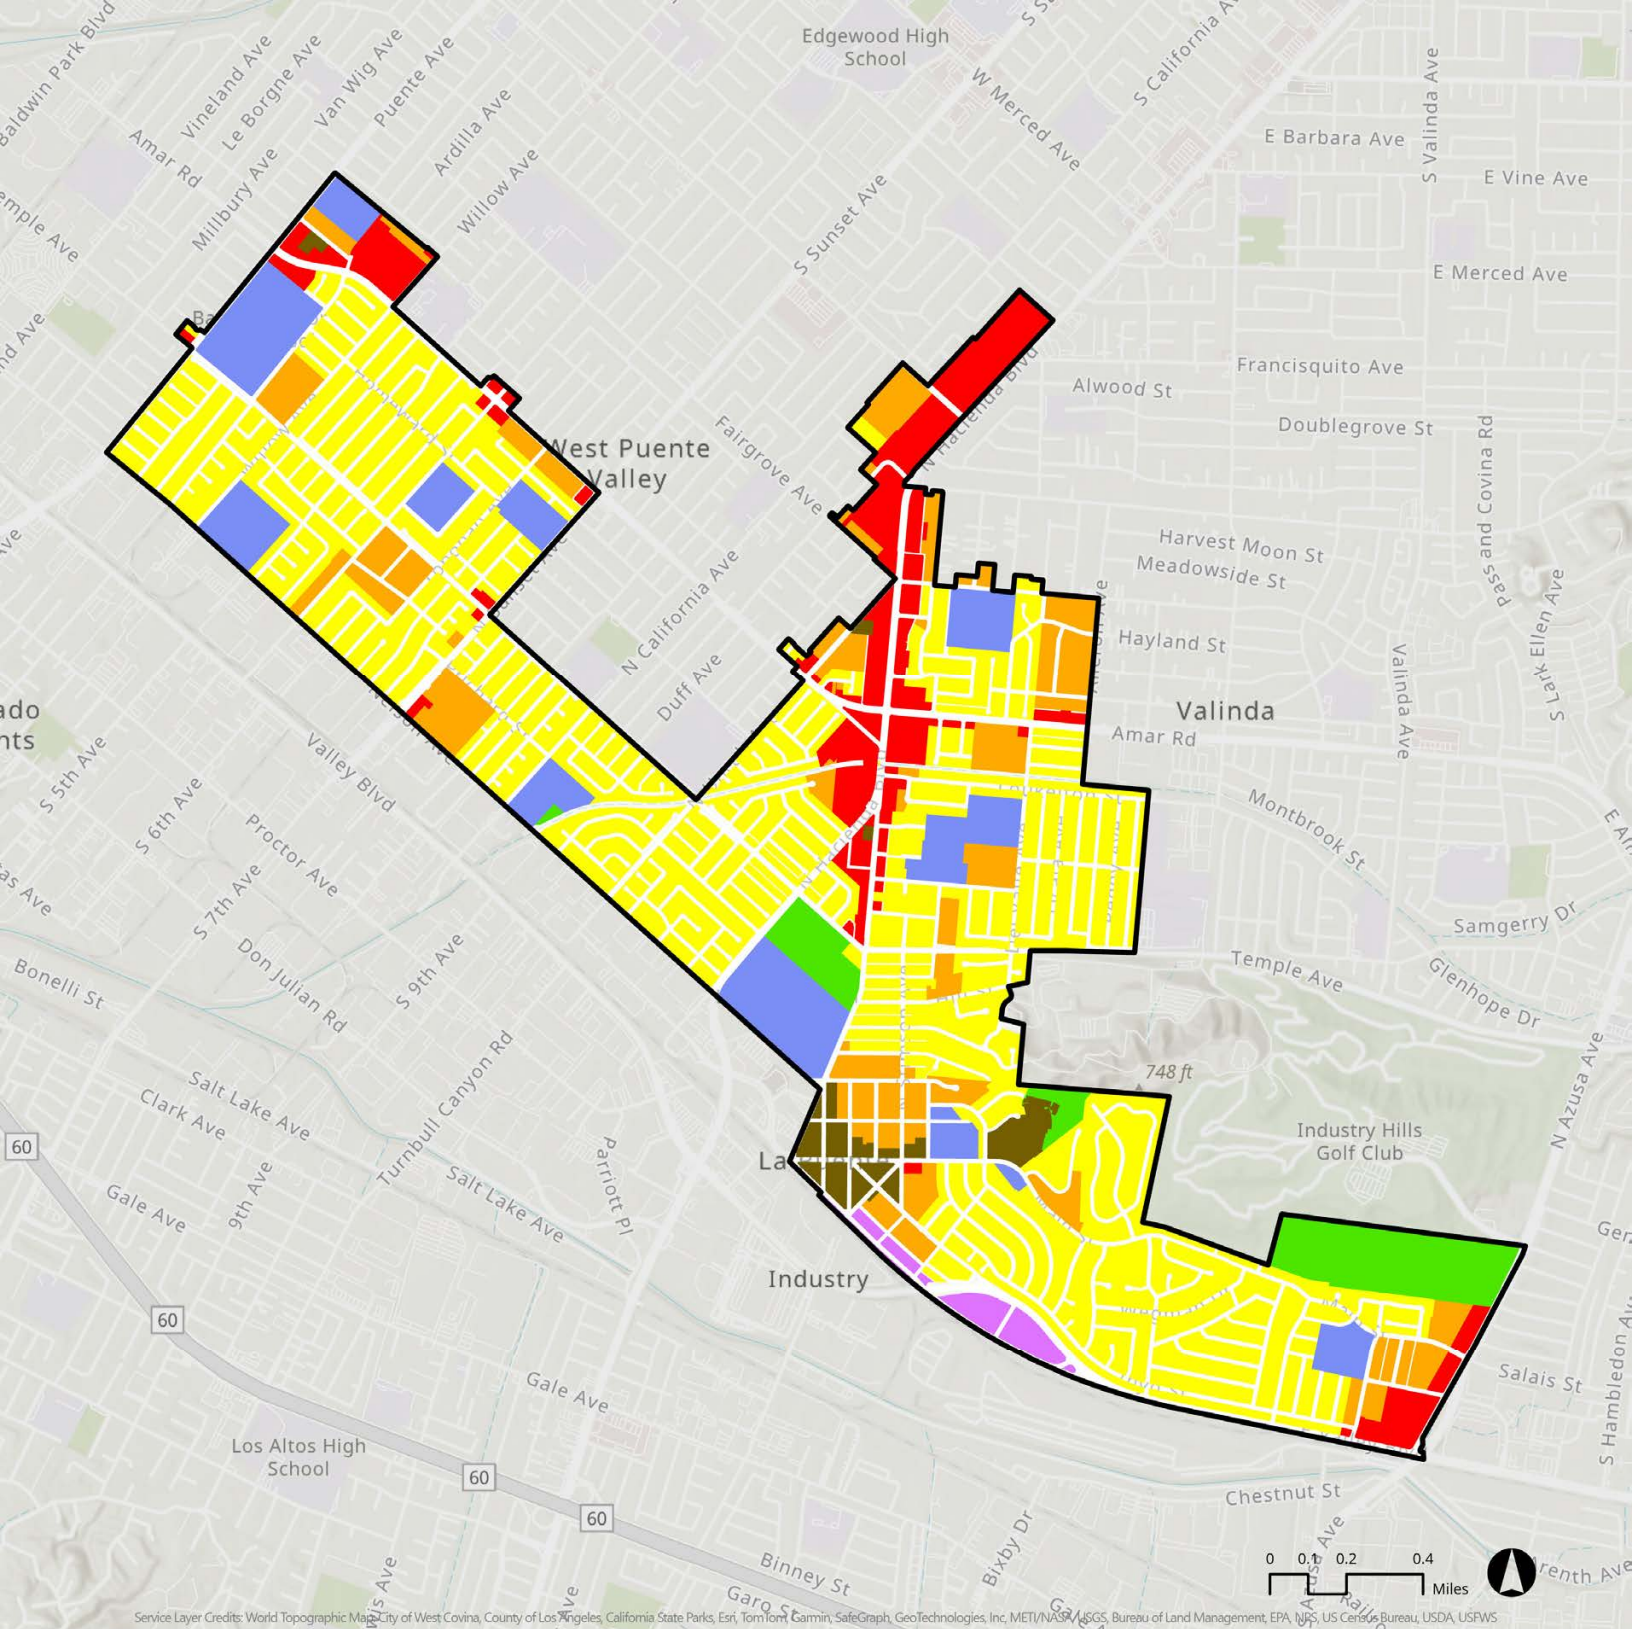 Edgewood High
School
Baldwin Park Blvd
Vineland Ave
Le Borgne Ave
Van Wig Ave
Puente Ave
Ardilla Ave
Amar Rd
Millbury Ave
Willow Ave
W Merced Ave
S California
S Valinda Ave
E Barbara Ave
E Vine Ave
S Sunset Ave
E Merced Ave
Francisquito Ave
Alwood St
Doublegrove St
N Hacienda Blvd
West Puente
Valley
Fairgrove Ave
Pass and Covina Rd
Harvest Moon St
Meadowside St
N California Ave
Hayland St
S Lark Ellen Ave
Valinda Ave
Duff Ave
Valinda
Amar Rd
Valley Blvd
S 5th Ave
S 6th Ave
Proctor Ave
Montbrook St
S 7th Ave
Samgerry Dr
Temple Ave
Glenhope Dr
Don Julian Rd
S 9th Ave
Bonelli St
748 ft
N Azusa Ave
Salt Lake Ave
Clark Ave
Turnbull Canyon Rd
60
Industry Hills
Golf Club
Parriott Pl
Salt Lake Ave
Gale Ave
9th Ave
Industry
60
Main St
Salais St
S Hambledon Ave
Gale Ave
Los Altos High
School
60
60
Chestnut St
Bixby Dr
Binney St
0 0.1 0.2 0.4
Miles
Service Layer Credits: World Topographic Map: City of West Covina, County of Los Angeles, California State Parks, Esri, TomTom, Garmin, SafeGraph, GeoTechnologies, Inc, METI/NASA, USGS, Bureau of Land Management, EPA, NPS, US Census Bureau, USDA, USFWS